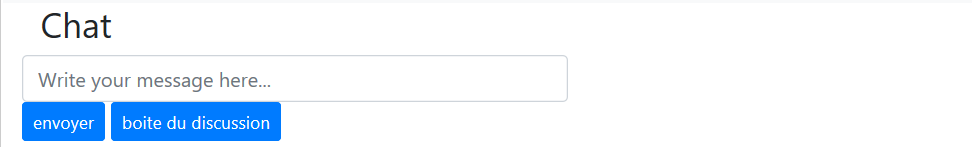 Chat
Write your message here...
envoyer boite du discussion